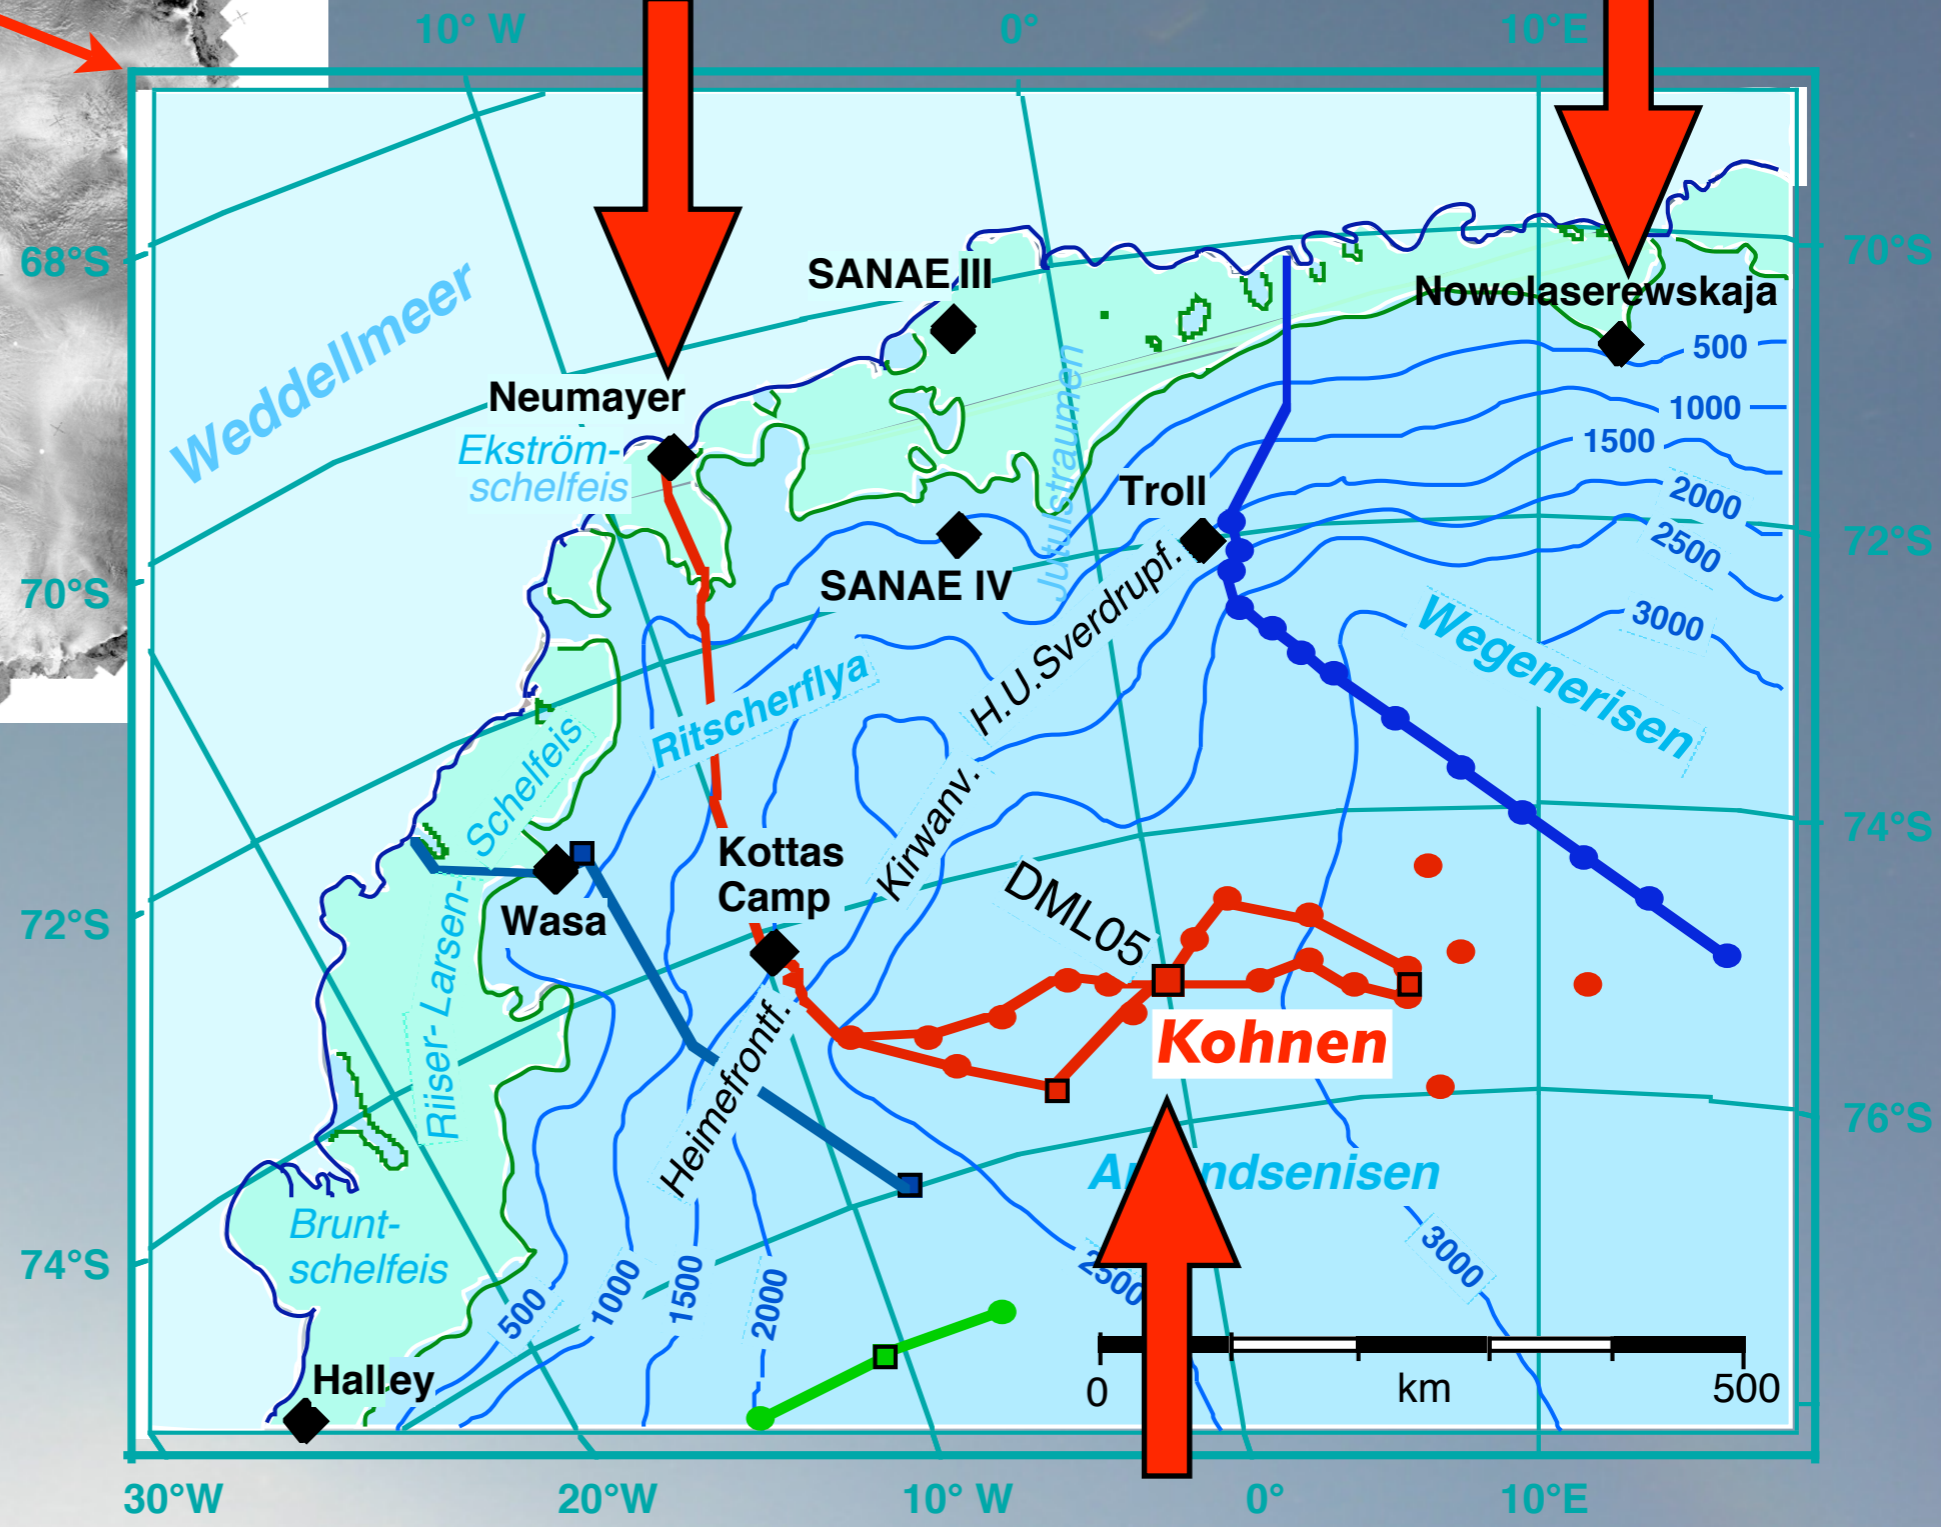 10° W
0°
10°E
68°S
70°S
Weddellmeer
SANAE III
Nowolaserewskaja
500
Neumayer
1000
Ekström-
schelfeis
1500
Jutulstraumen
Troll
2000
72°S
2500
70°S
SANAE IV
H.U.Sverdrupf.
3000
Wegenerisen
Ritscherflya
Schelfeis
Kirwanv.
74°S
Kottas
Camp
DML05
72°S
Wasa
Riiser- Larsen-
Kohnen
Heimefrontf.
76°S
Amundsenisen
Brunt-
schelfeis
74°S
500
1000
1500
2000
2500
3000
Halley
0
km
500
30°W
20°W
10° W
0°
10°E